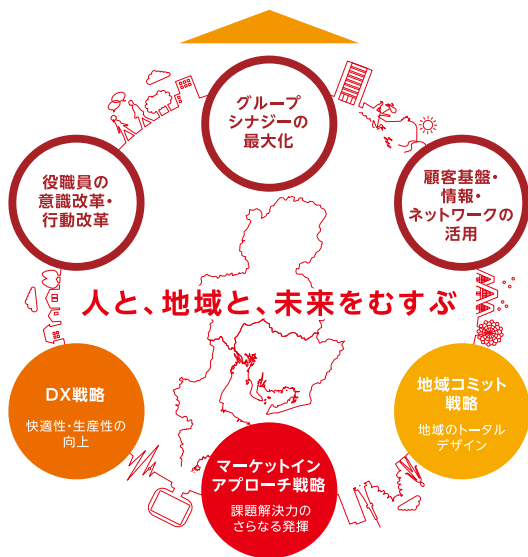 グループ
シナジーの
最大化
役職員の
意識改革・
行動改革
顧客基盤・
情報・
ネットワークの
活用
人と、地域と、未来をむすぶ
DX戦略
快適性・生産性の
向上
地域コミット
戦略
地域のトータル
デザイン
マーケットイン
アプローチ戦略
課題解決力の
さらなる発揮